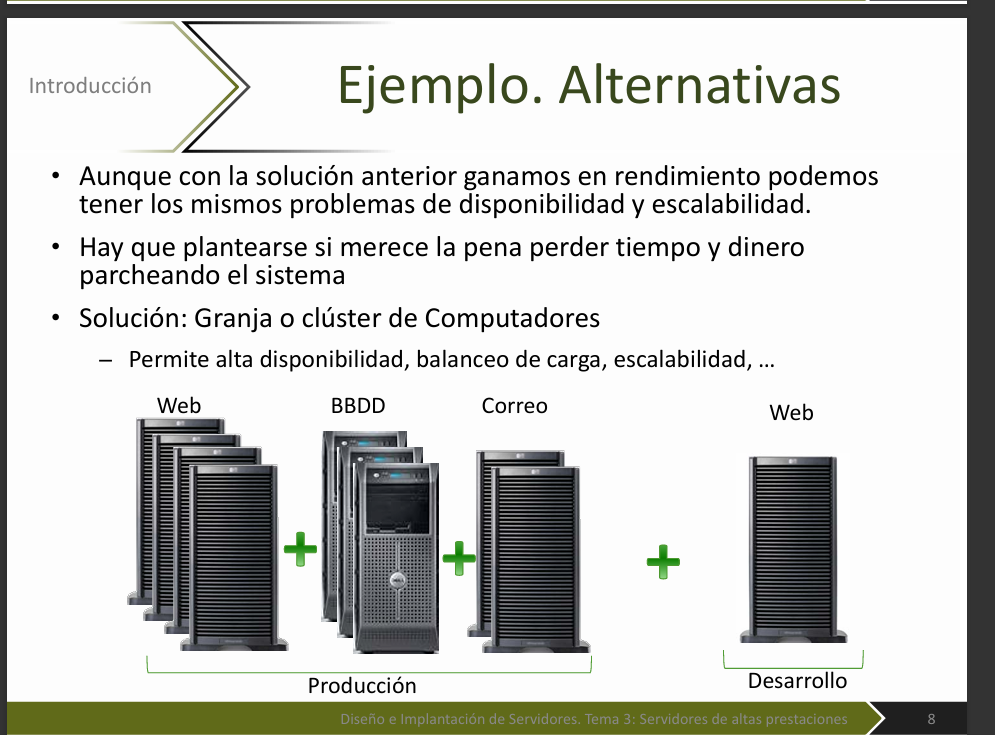 Introducción
Ejemplo. Alternativas
• Aunque con la solución anterior ganamos en rendimiento podemos
tener los mismos problemas de disponibilidad y escalabilidad.
• Hay que plantearse si merece la pena perder tiempo y dinero
parcheando el sistema
• Solución: Granja o clúster de Computadores
– Permite alta disponibilidad, balanceo de carga, escalabilidad, ...
Web
BBDD
Correo
Web
DELL
Producción
Desarrollo
Diseño e Implantación de Servidores. Tema 3: Servidores de altas prestaciones
8